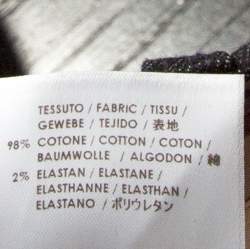 TESSUTO / FABRIC / TISSU /
GEWEBE / TEJIDO / 表地
98% COTONE / COTTON / COTON /
BAUMWOLLE / ALGODON / 綿
2% ELASTAN / ELASTANE /
ELASTHANNE / ELASTHAN /
ELASTANO / ポリウレタン